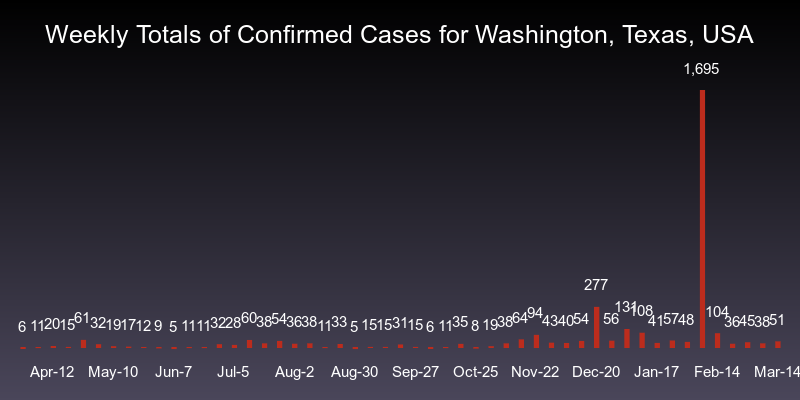 Weekly Totals of Confirmed Cases for Washington, Texas, USA
1,695
277
6 11 20 15 61 32 19 17 12 9 5 11 11 32 28 60 38 54 36 38 11 33 5 15 15 31 15 6 11 35 8 19 38 64 94 43 40 54 56 131 108 41 57 48 104 36 45 38 51
Apr-12 May-10 Jun-7 Jul-5 Aug-2 Aug-30 Sep-27 Oct-25 Nov-22 Dec-20 Jan-17 Feb-14 Mar-14